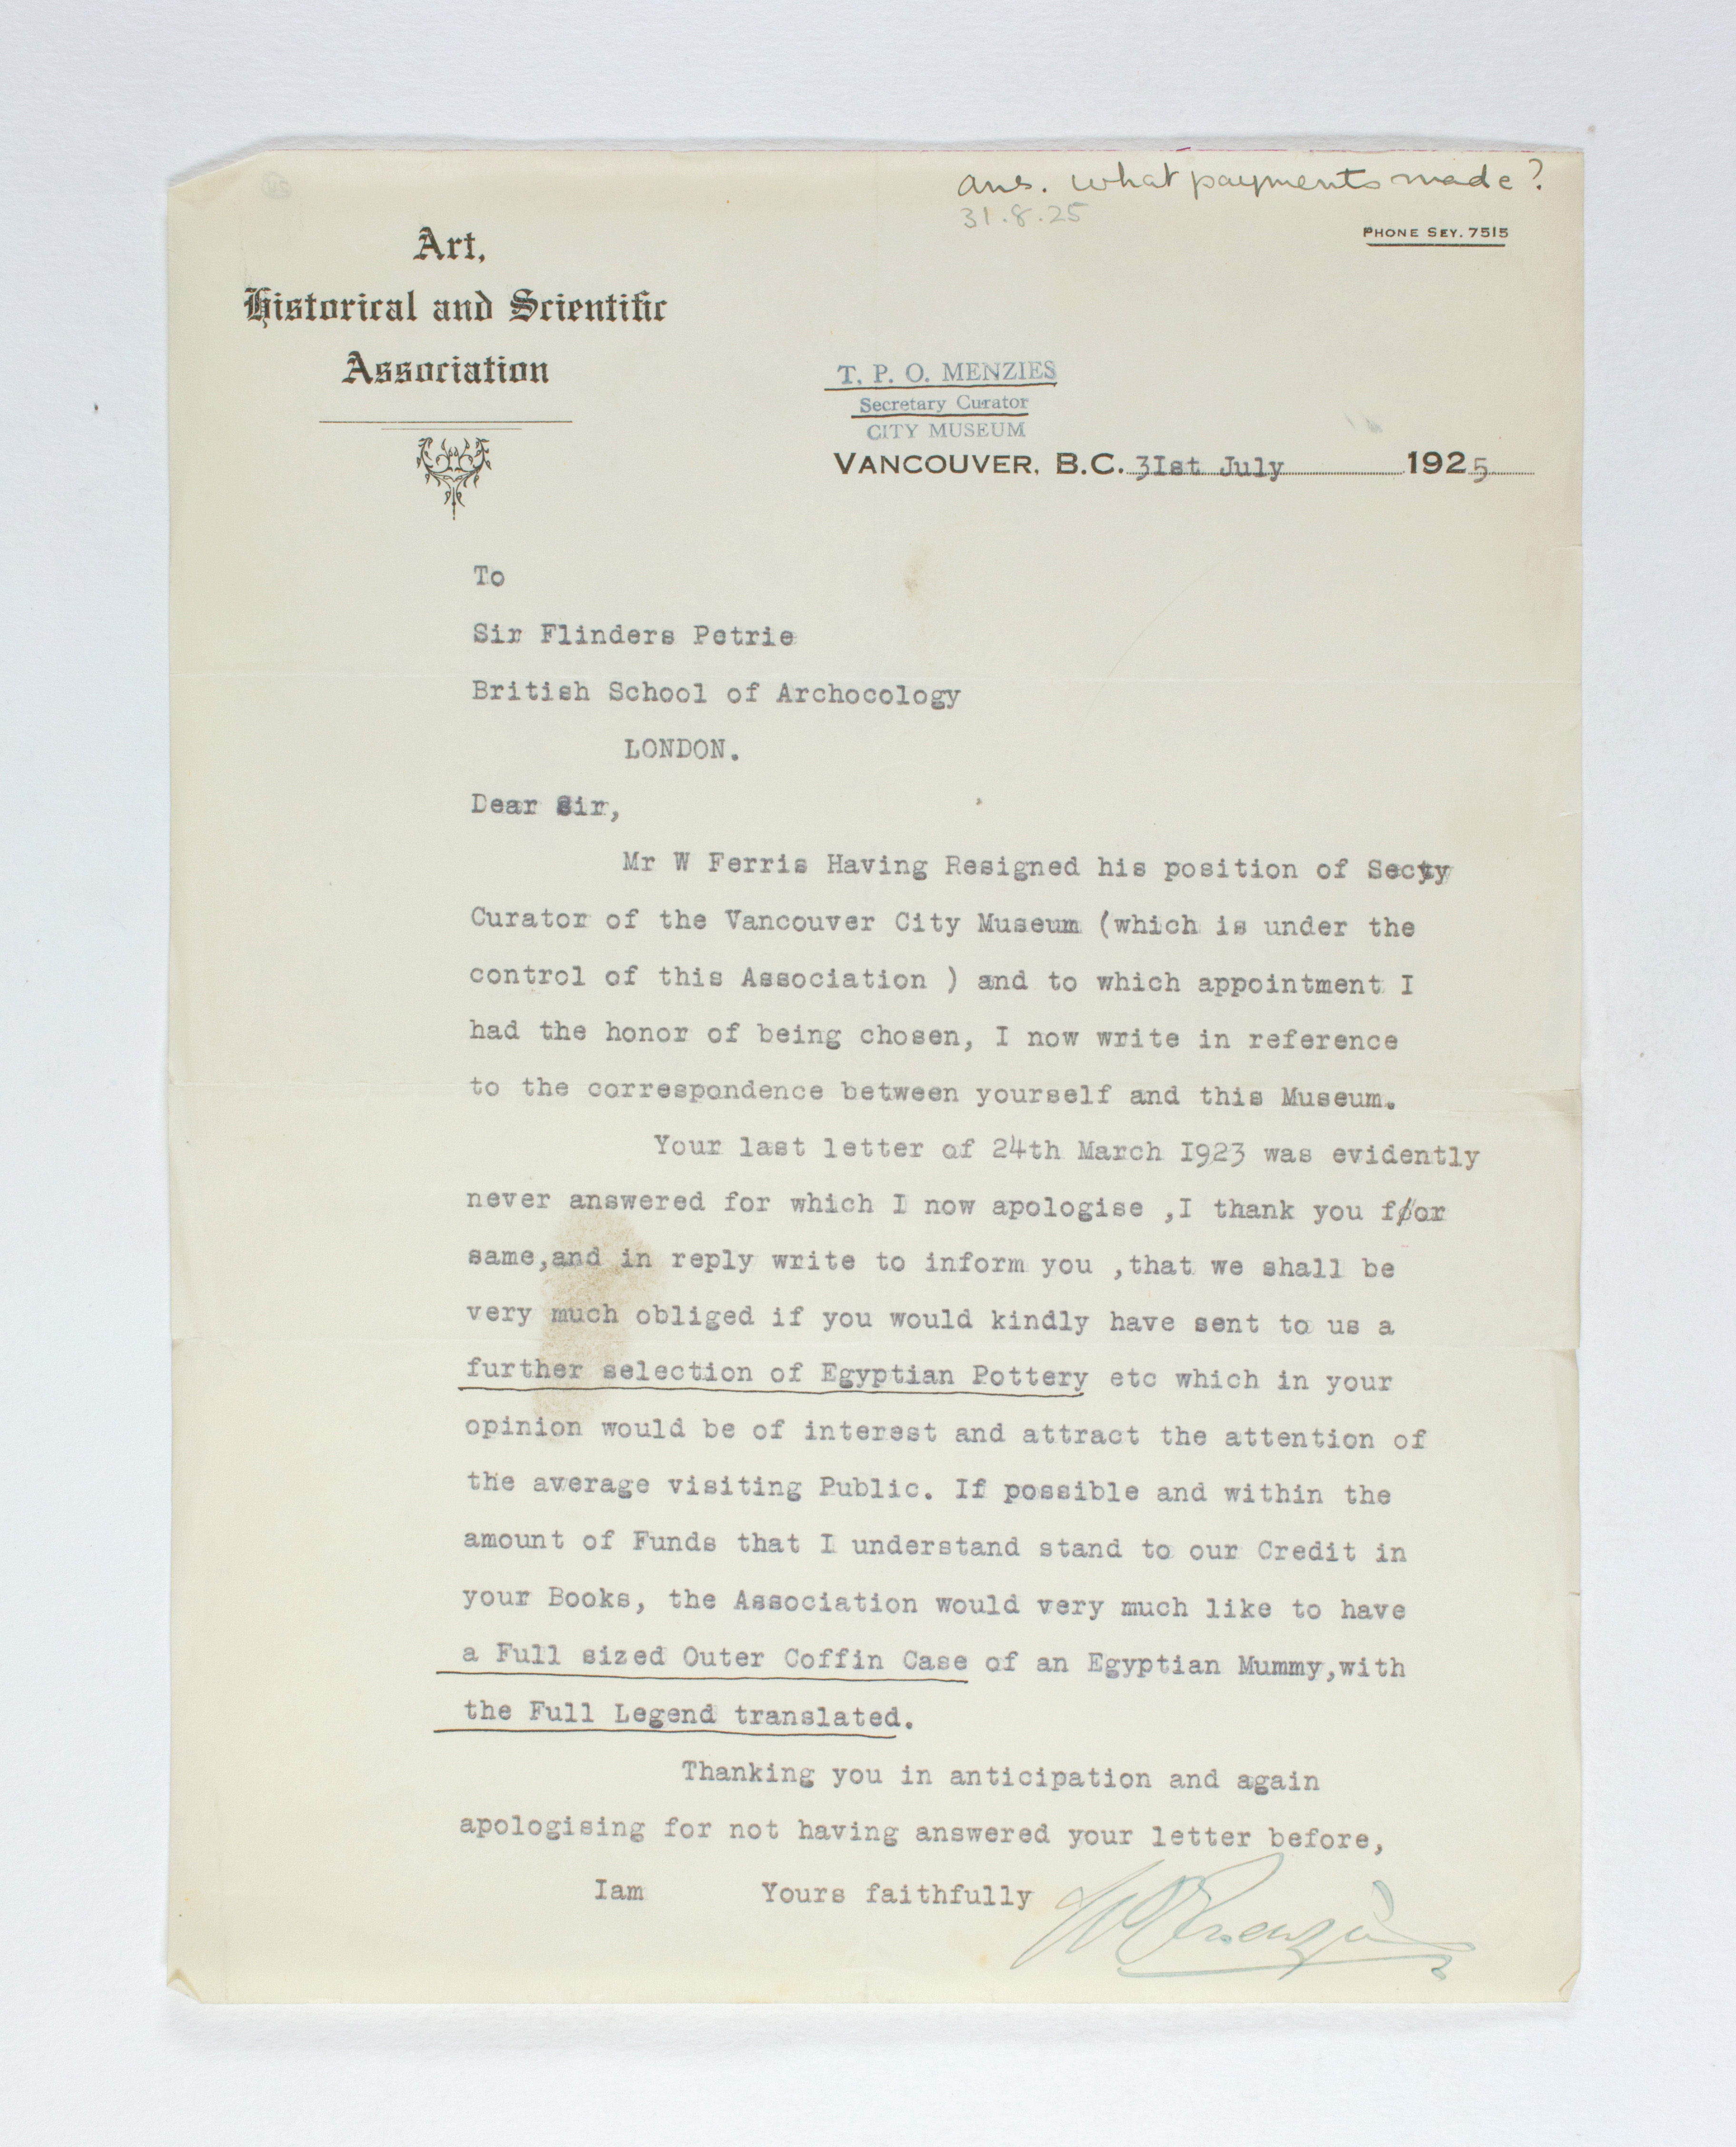 ans. what payments made?
31.8.25
PHONE SEY. 7515
Art,
Historical and Scientific
Association
T. P. O. MENZIES
Secretary Curator
CITY MUSEUM
VANCOUVER, B.C. 3Ist July 1925
To
Sir Flinders Petrie
British School of Archocology
LONDON.
Dear Sir,
Mr W Ferris Having Resigned his position of Secty
Curator of the Vancouver City Museum (which is under the
control of this Association ) and to which appointment I
had the honor of being chosen, I now write in reference
to the correspondence between yourself and this Museum.
Your last letter of 24th March I923 was evidently
never answered for which I now apologise ,I thank you for
same,and in reply write to inform you ,that we shall be
very much obliged if you would kindly have sent to us a
further selection of Egyptian Pottery etc which in your
opinion would be of interest and attract the attention of
the average visiting Public. If possible and within the
amount of Funds that I understand stand to our Credit in
your Books, the Association would very much like to have
a Full sized Outer Coffin Case of an Egyptian Mummy,with
the Full Legend translated.
Thanking you in anticipation and again
apologising for not having answered your letter before,
Iam Yours faithfully